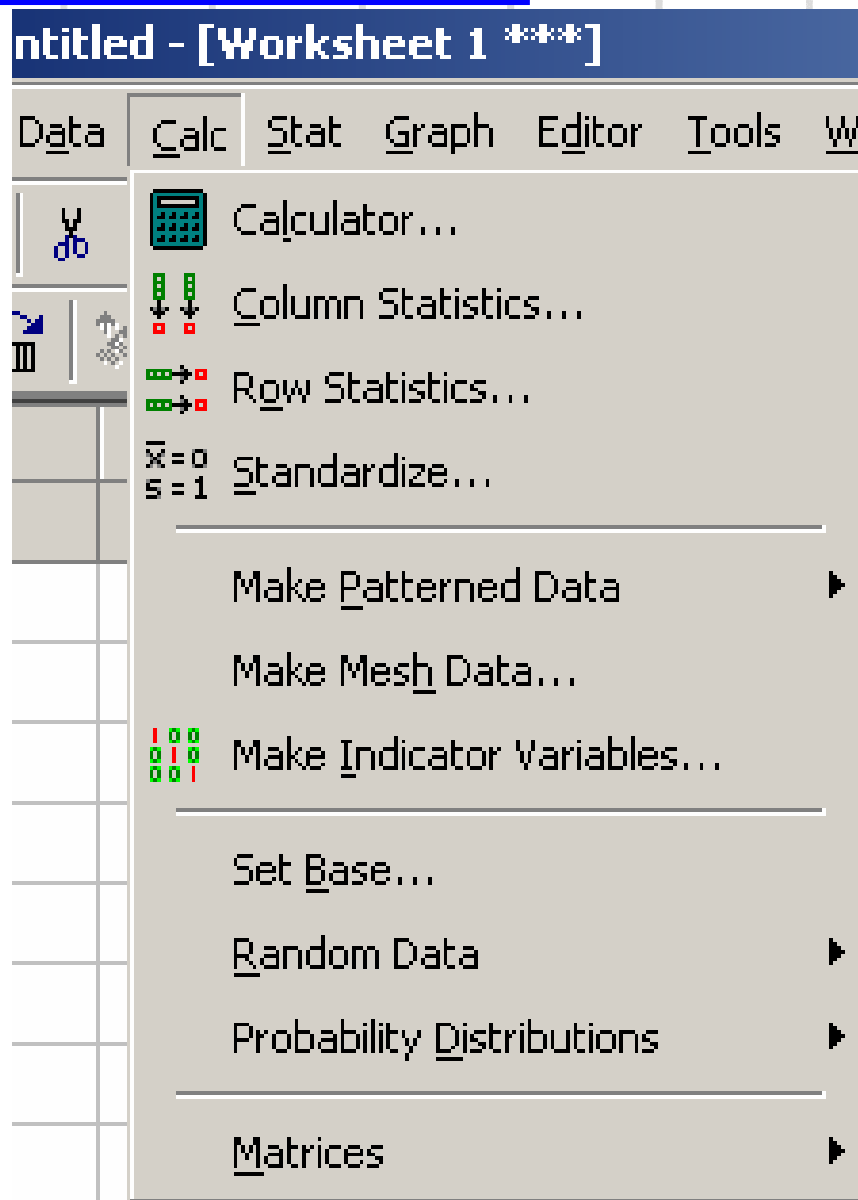 ntitled - [Worksheet 1 ***]
Data Calc Stat Graph Editor Tools W
Calculator...
Column Statistics...
Row Statistics...
x̅=0
s=1 Standardize...
Make Patterned Data
Make Mesh Data...
Make Indicator Variables...
Set Base...
Random Data
Probability Distributions
Matrices